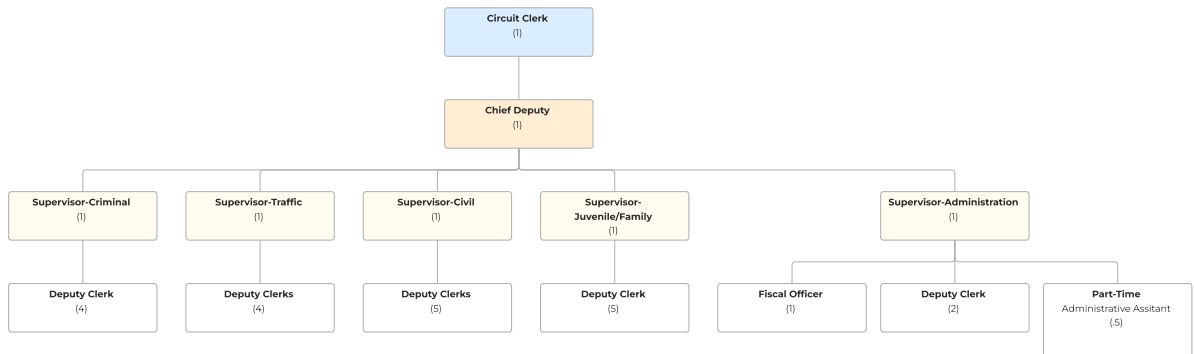 Circuit Clerk
(1)
Chief Deputy
(1)
Supervisor-Criminal
(1)
Supervisor-Traffic
(1)
Supervisor-Civil
(1)
Supervisor-
Juvenile/Family
(1)
Supervisor-Administration
(1)
Deputy Clerk
(4)
Deputy Clerks
(4)
Deputy Clerks
(5)
Deputy Clerk
(5)
Fiscal Officer
(1)
Deputy Clerk
(2)
Part-Time
Administrative Assitant
(.5)